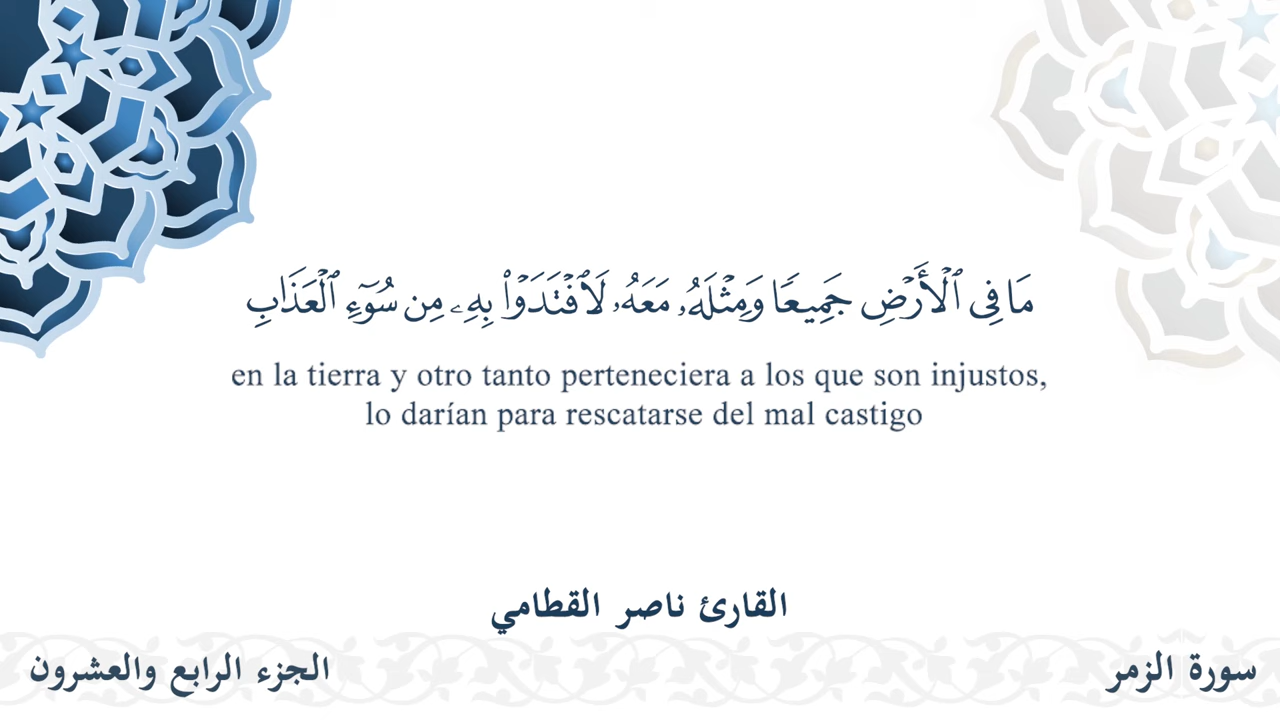 مَا فِى ٱلْأَرْضِ جَمِيعًا وَمِثْلَهُۥ مَعَهُۥ لَٱفْتَدَوْا۟ بِهِۦ مِن سُوٓءِ ٱلْعَذَابِ
en la tierra y otro tanto perteneciera a los que son injustos,
lo darían para rescatarse del mal castigo
القارئ ناصر القطامي
سورة الزمر
الجزء الرابع والعشرون